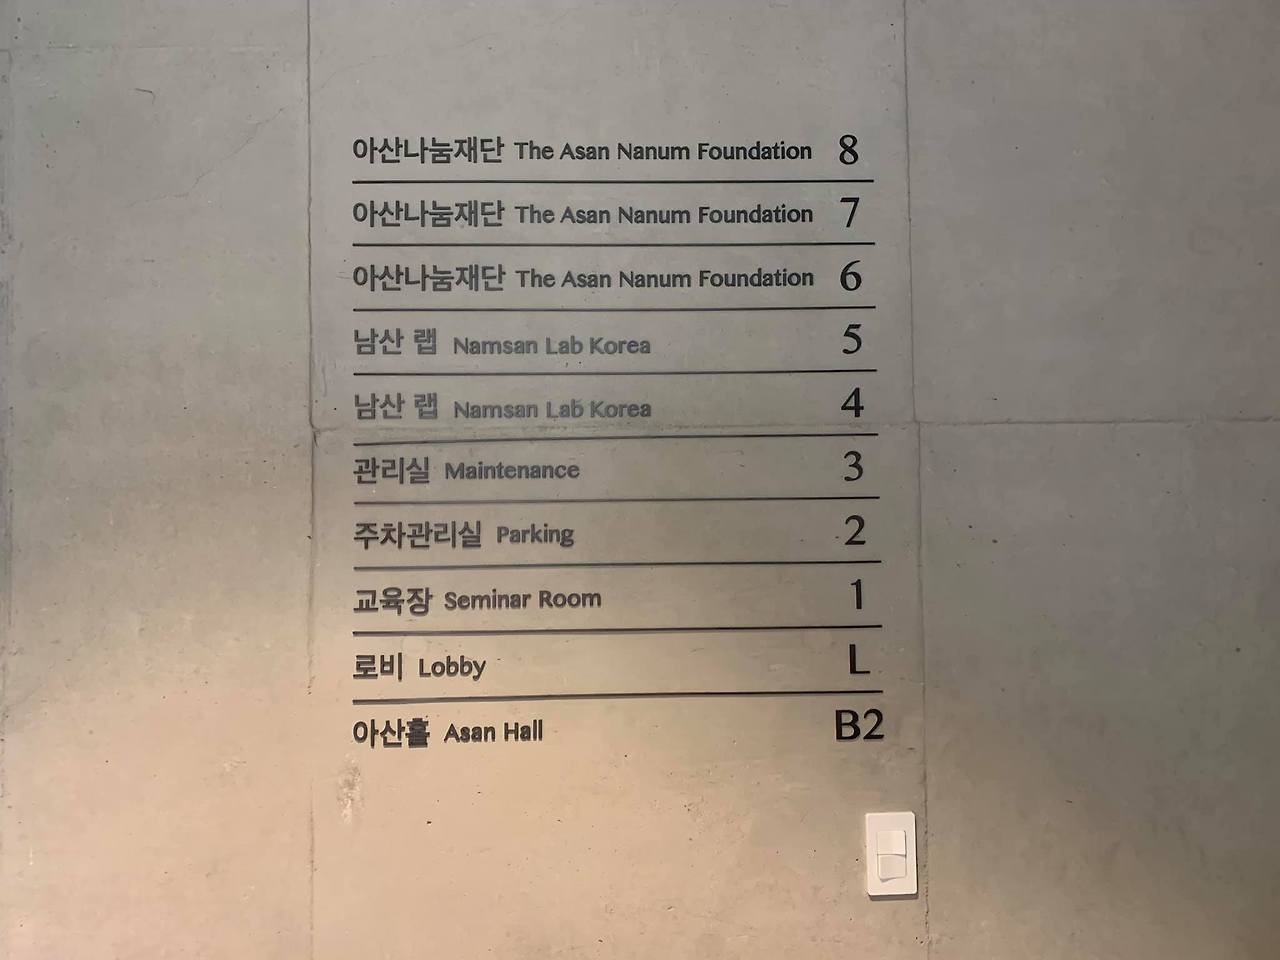 아산나눔재단 The Asan Nanum Foundation 8
아산나눔재단 The Asan Nanum Foundation 7
아산나눔재단 The Asan Nanum Foundation 6
남산 랩 Namsan Lab Korea 5
남산 랩 Namsan Lab Korea 4
관리실 Maintenance 3
주차관리실 Parking 2
교육장 Seminar Room 1
로비 Lobby L
아산홀 Asan Hall B2